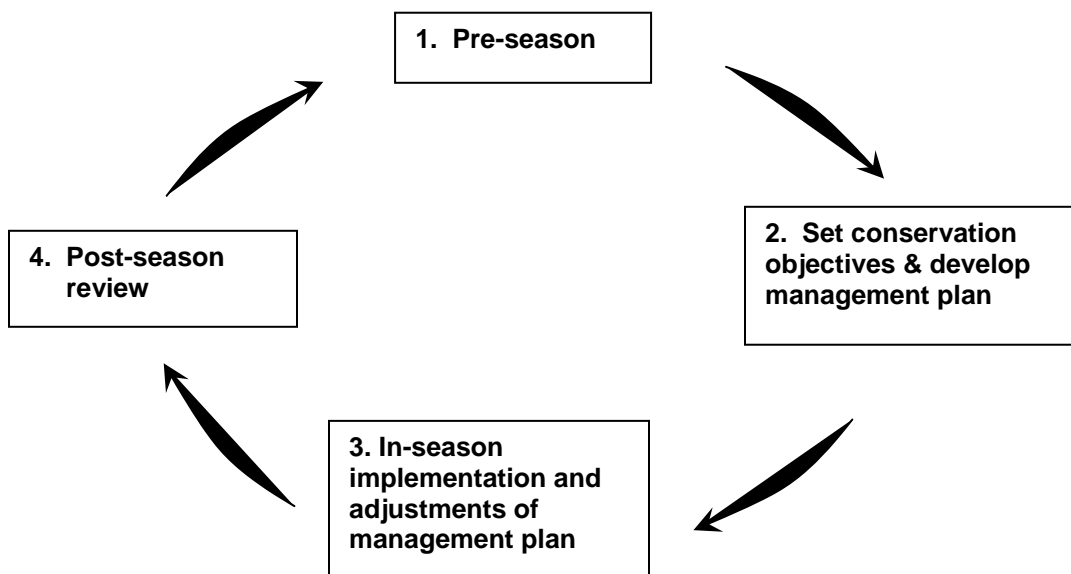 1. Pre-season
2. Set conservation
objectives & develop
management plan
3. In-season
implementation and
adjustments of
management plan
4. Post-season
review